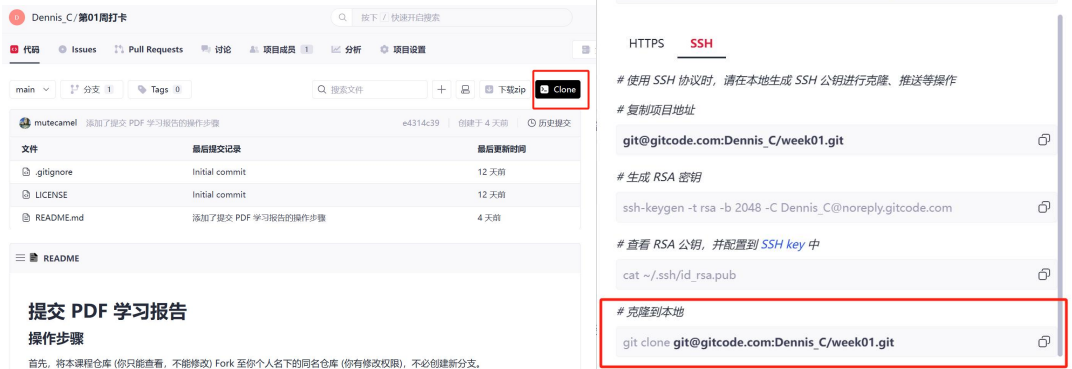 D Dennis_C/第01周打卡
按下 / 快速开启搜索
代码 Issues Pull Requests 讨论 项目成员 1 分析 项目设置
main 分支 1 Tags 0 搜索文件 下载zip Clone
mutecamel 添加了提交 PDF 学习报告的操作步骤 e4314c39 创建于 4 天前 历史提交
文件 最后提交记录 最后更新时间
.gitignore Initial commit 12 天前
LICENSE Initial commit 12 天前
README.md 添加了提交 PDF 学习报告的操作步骤 4 天前
README
提交 PDF 学习报告
操作步骤
首先，将本课程仓库 (你只能查看，不能修改) Fork 至你个人名下的同名仓库 (你有修改权限)，不必创建新分支。
HTTPS SSH
# 使用 SSH 协议时，请在本地生成 SSH 公钥进行克隆、推送等操作
# 复制项目地址
git@gitcode.com:Dennis_C/week01.git
# 生成 RSA 密钥
ssh-keygen -t rsa -b 2048 -C Dennis_C@noreply.gitcode.com
# 查看 RSA 公钥，并配置到 SSH key 中
cat ~/.ssh/id_rsa.pub
# 克隆到本地
git clone git@gitcode.com:Dennis_C/week01.git